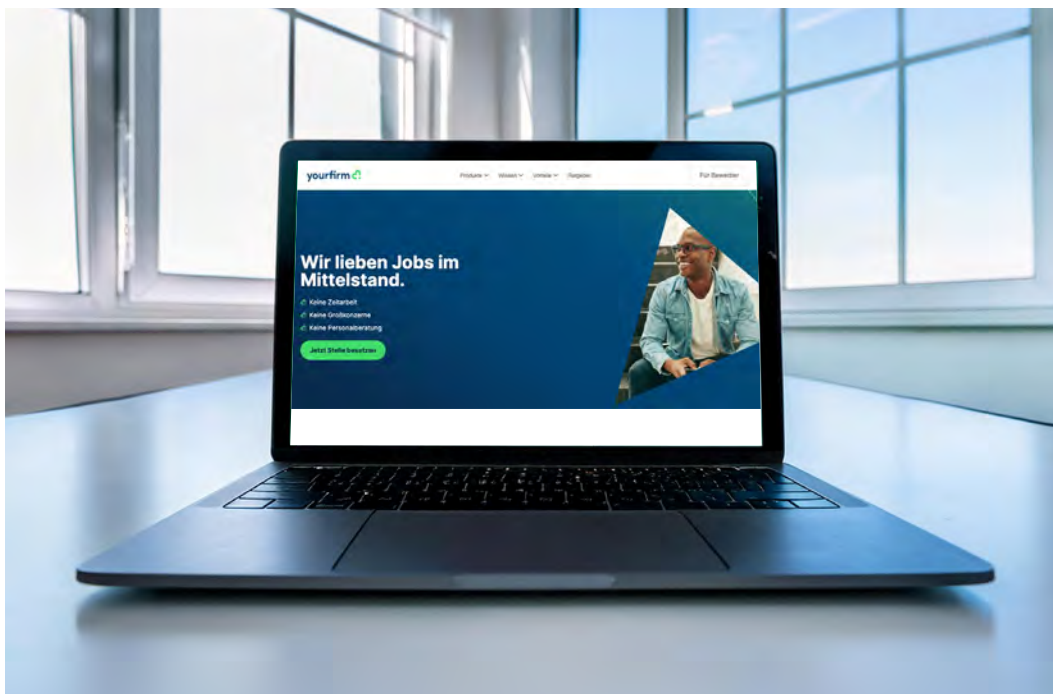 yourfirm
Produkte Wissen Vorteile Ratgeber Für Bewerber
Wir lieben Jobs im
Mittelstand.
Keine Zeitarbeit
Keine Großkonzerne
Keine Personalberatung
Jetzt Stelle besetzen